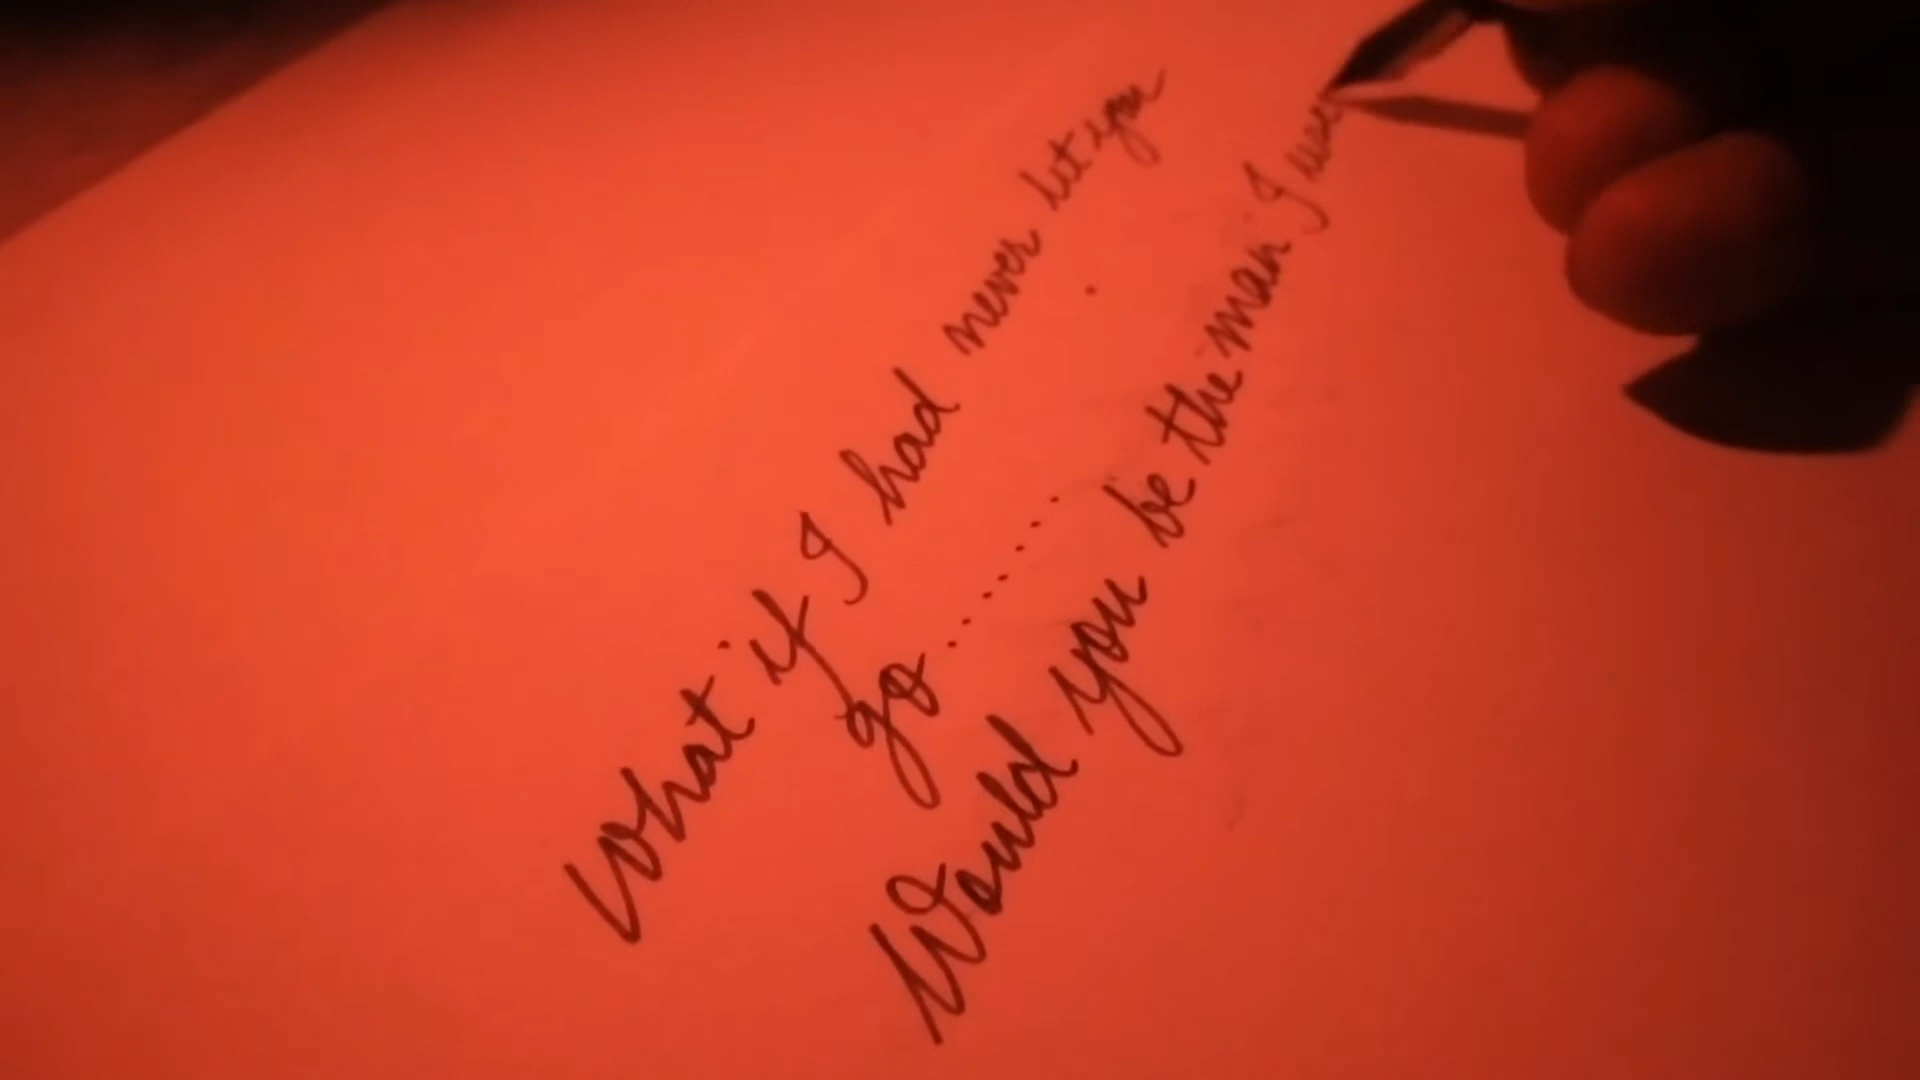 What if I had never let you
go........
Would you be the man I